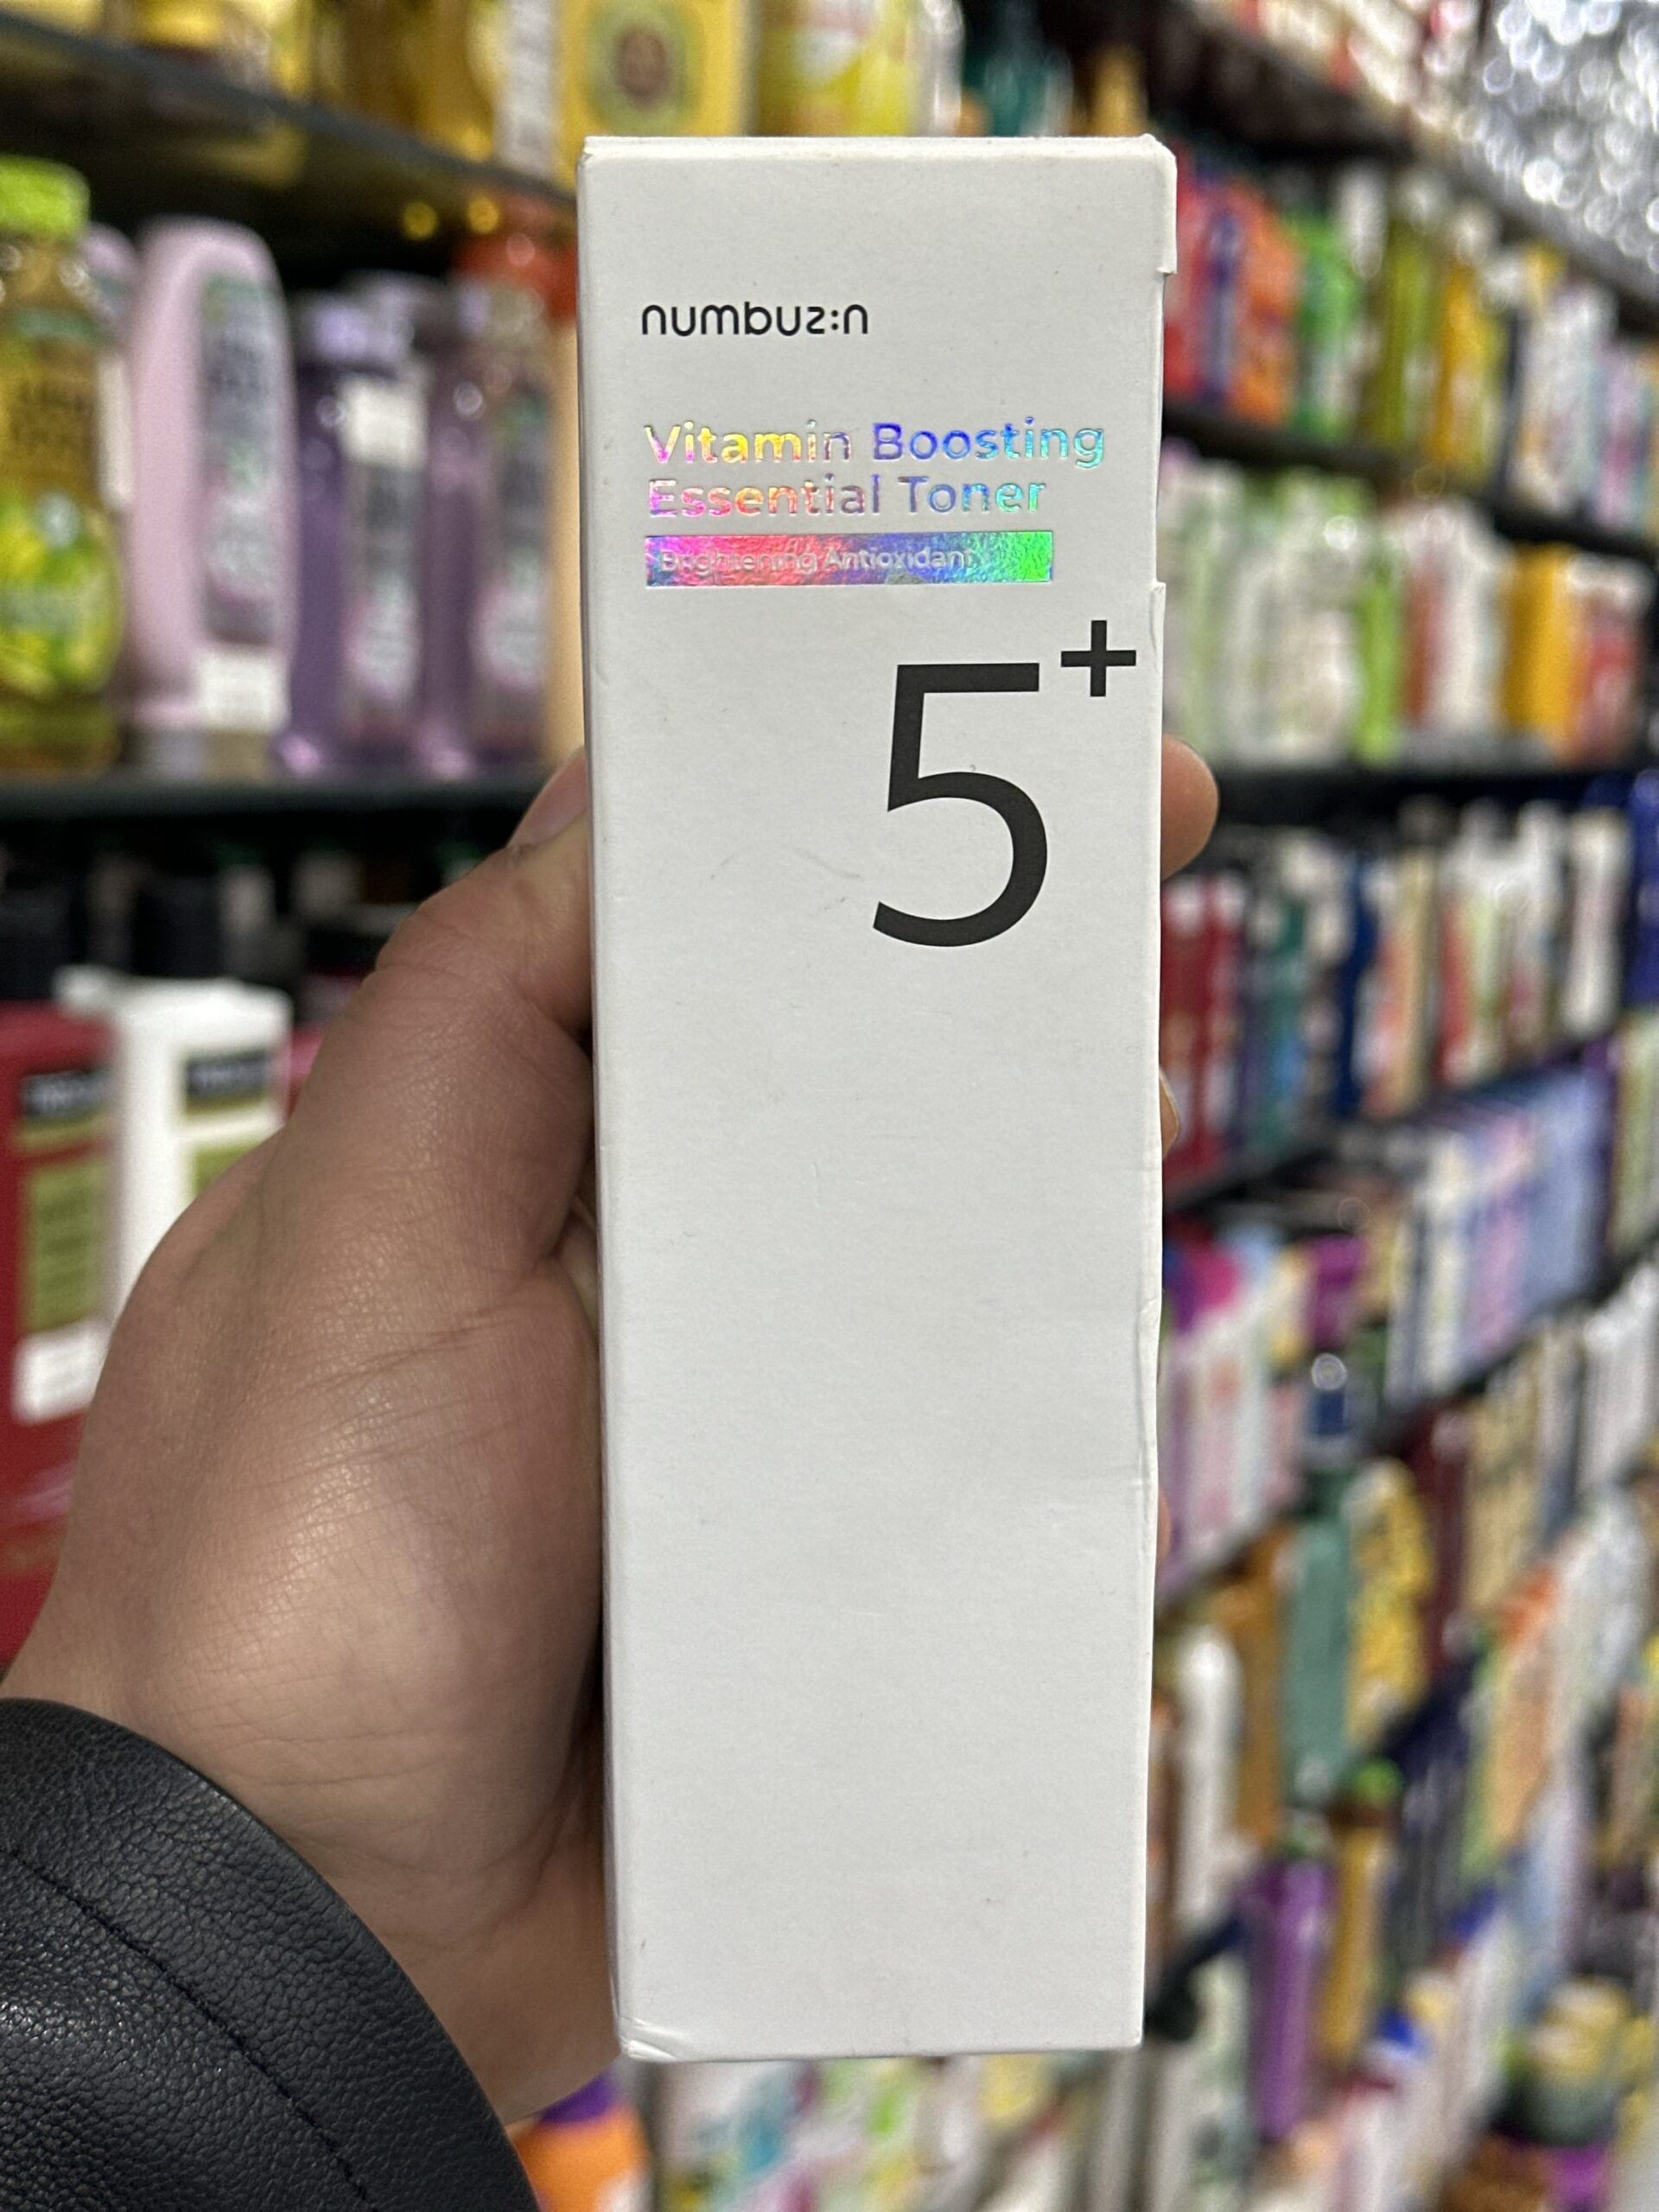 numbuz:n
Vitamin Boosting
Essential Toner
Brightening Antioxidant
5+